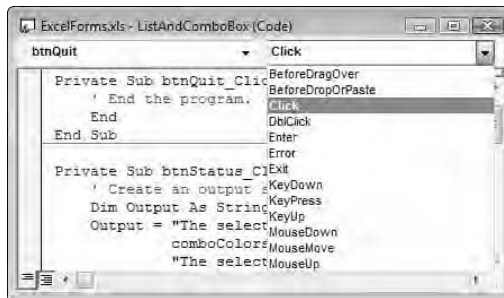 ExcelForms.xls - ListAndComboBox (Code)
btnQuit Click
Private Sub btnQuit_Clic
' End the program.
End
End Sub
Private Sub btnStatus_Cl
' Create an output s
Dim Output As String
Output = "The select
comboColors
"The select
BeforeDragOver
BeforeDropOrPaste
Click
DblClick
Enter
Error
Exit
KeyDown
KeyPress
KeyUp
MouseDown
MouseMove
MouseUp